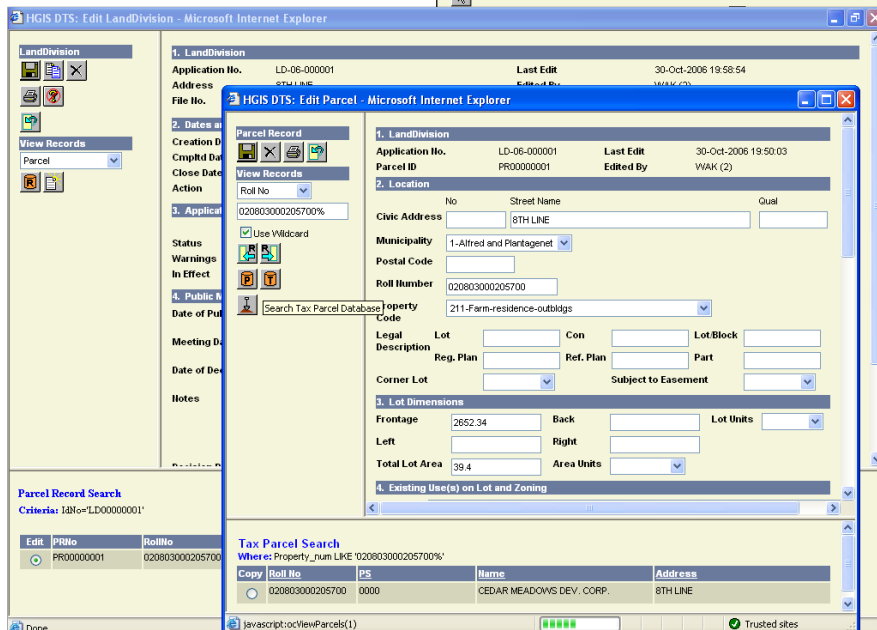 HGIS DTS: Edit LandDivision - Microsoft Internet Explorer
LandDivision
View Records
Parcel
1. LandDivision
Application No. LD-06-000001 Last Edit 30-Oct-2006 19:58:54
Address 8TH LINE Edited By WAK (2)
File No.
2. Dates a
Creation D
Cmpltd Dat
Close Date
Action
3. Applicat
Status
Warnings
In Effect
4. Public M
Date of Pul
Meeting Da
Date of Dec
Notes
Parcel Record Search
Criteria: IdNo='LD00000001'
Edit PRNo RollNo
PR00000001 020803000205700
Done
HGIS DTS: Edit Parcel - Microsoft Internet Explorer
Parcel Record
View Records
Roll No
020803000205700%
Use Wildcard
R R
P T
Search Tax Parcel Database
1. LandDivision
Application No. LD-06-000001 Last Edit 30-Oct-2006 19:50:03
Parcel ID PR00000001 Edited By WAK (2)
2. Location
No Street Name Qual
Civic Address 8TH LINE
Municipality 1-Alfred and Plantagenet
Postal Code
Roll Number 020803000205700
Property Code 211-Farm-residence-outbldgs
Legal Description Lot Con Lot/Block
Reg. Plan Ref. Plan Part
Corner Lot Subject to Easement
3. Lot Dimensions
Frontage 2652.34 Back Lot Units
Left Right
Total Lot Area 39.4 Area Units
4. Existing Use(s) on Lot and Zoning
Tax Parcel Search
Where: Property_num LIKE '020803000205700%'
Copy Roll No PS Name Address
020803000205700 0000 CEDAR MEADOWS DEV. CORP. 8TH LINE
javascript:ocViewParcels(1) Trusted sites